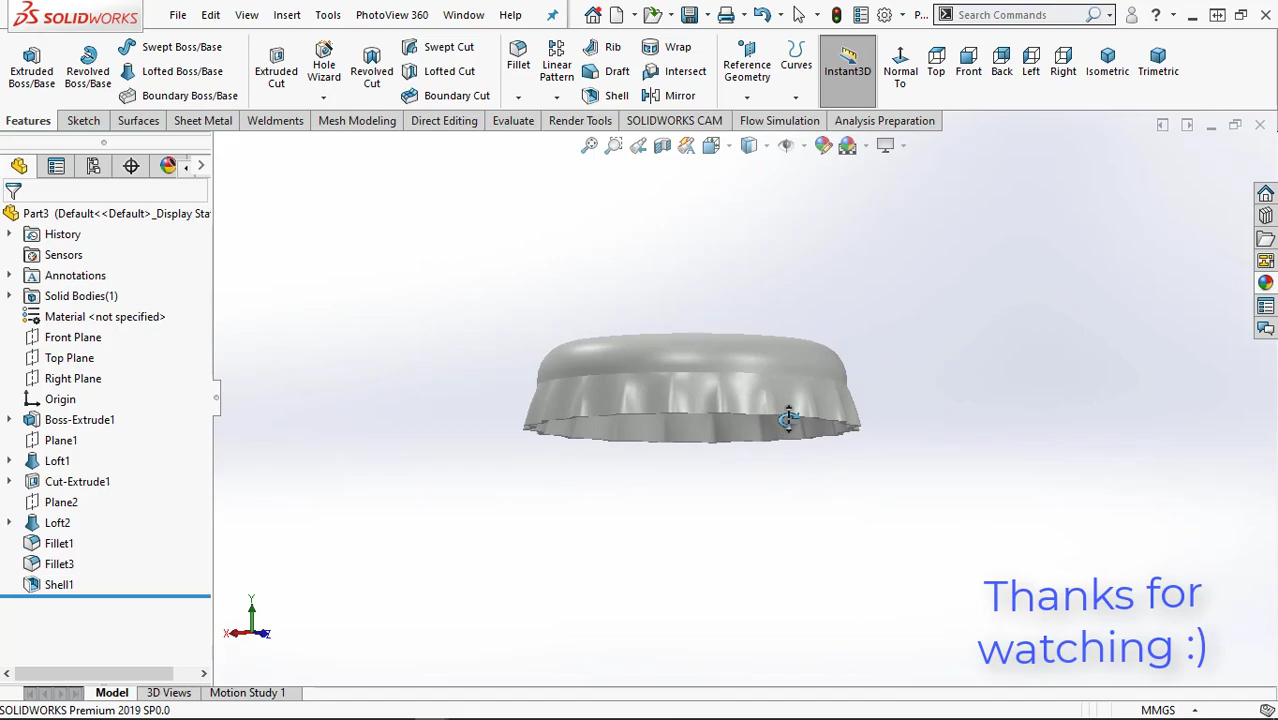 SOLIDWORKS
File Edit View Insert Tools PhotoView 360 Window Help
P...
Search Commands
Extruded Boss/Base
Revolved Boss/Base
Swept Boss/Base
Lofted Boss/Base
Boundary Boss/Base
Extruded Cut
Hole Wizard
Revolved Cut
Swept Cut
Lofted Cut
Boundary Cut
Fillet
Linear Pattern
Rib
Draft
Shell
Wrap
Intersect
Mirror
Reference Geometry
Curves
Instant3D
Normal To
Top
Front
Back
Left
Right
Isometric
Trimetric
Features Sketch Surfaces Sheet Metal Weldments Mesh Modeling Direct Editing Evaluate Render Tools SOLIDWORKS CAM Flow Simulation Analysis Preparation
Part3 (Default<<Default>_Display Sta
History
Sensors
Annotations
Solid Bodies(1)
Material <not specified>
Front Plane
Top Plane
Right Plane
Origin
Boss-Extrude1
Plane1
Loft1
Cut-Extrude1
Plane2
Loft2
Fillet1
Fillet3
Shell1
Y
X
Z
Thanks for
watching :)
Model 3D Views Motion Study 1
SOLIDWORKS Premium 2019 SP0.0
MMGS